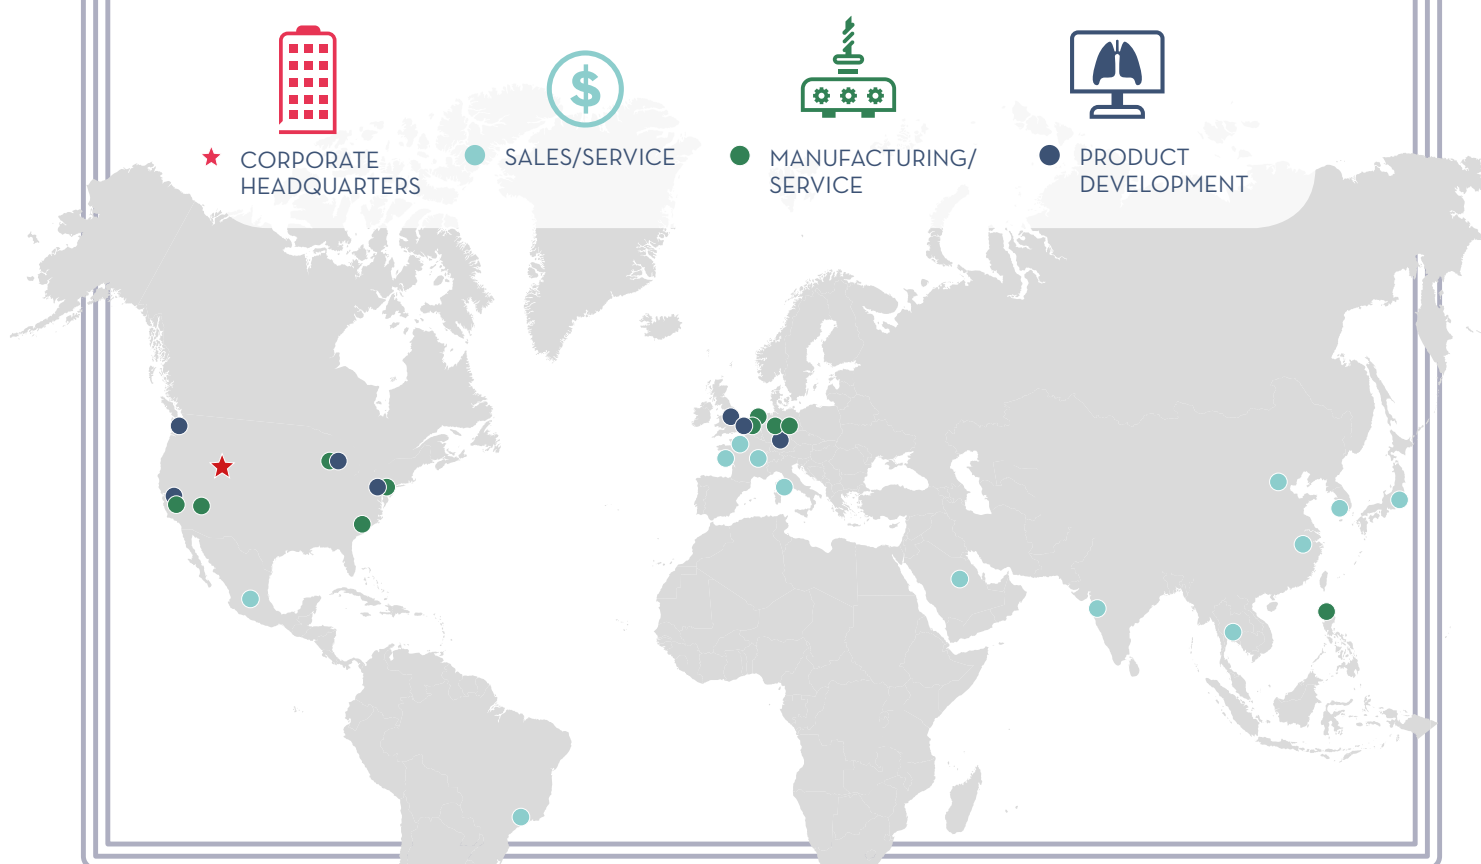 CORPORATE
HEADQUARTERS
SALES/SERVICE
MANUFACTURING/
SERVICE
PRODUCT
DEVELOPMENT
$